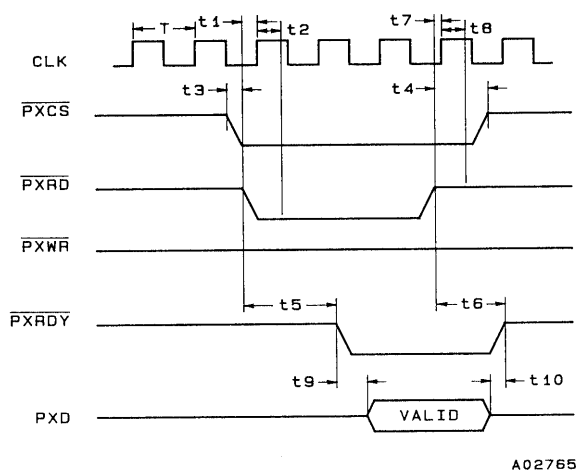 T
t1
t2
t7
t8
CLK
t3
t4
PXCS
PXRD
PXWR
t5
t6
PXRDY
t9
t10
PXD
VALID
A02765